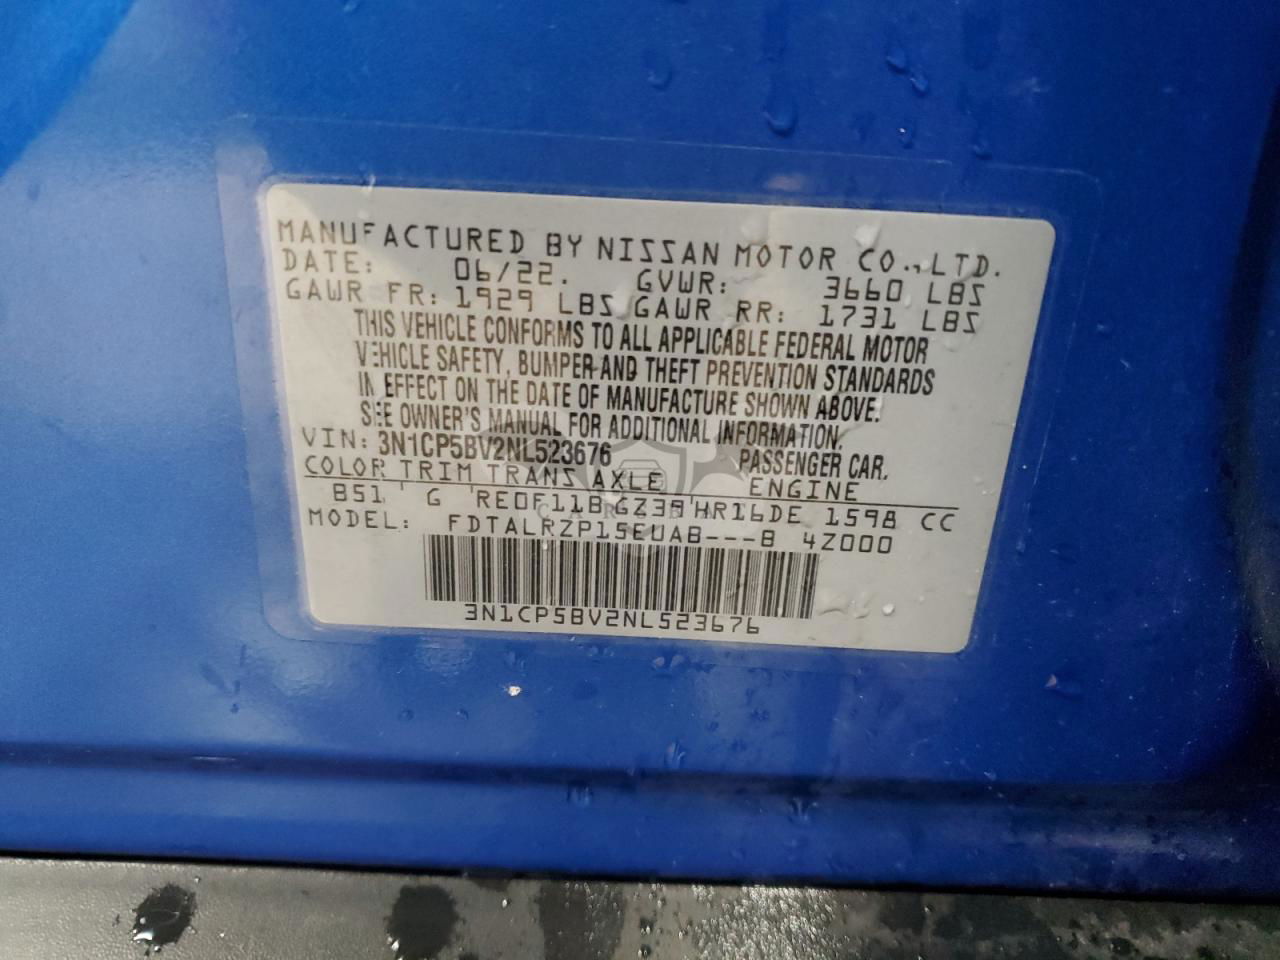 MANUFACTURED BY NISSAN MOTOR CO., LTD.
DATE: 06/22. GVWR: 3660 LBS
GAWR FR: 1929 LBS GAWR RR: 1731 LBS
THIS VEHICLE CONFORMS TO ALL APPLICABLE FEDERAL MOTOR
VEHICLE SAFETY, BUMPER AND THEFT PREVENTION STANDARDS
IN EFFECT ON THE DATE OF MANUFACTURE SHOWN ABOVE.
SEE OWNER'S MANUAL FOR ADDITIONAL INFORMATION.
VIN: 3N1CP5BV2NL523676 PASSENGER CAR.
COLOR TRIM TRANS AXLE ENGINE
B51 G RE0F11B GZ38 HR16DE 1598 CC
MODEL: FDTALRZP15EUAB---B 4Z000
3N1CP5BV2NL523676